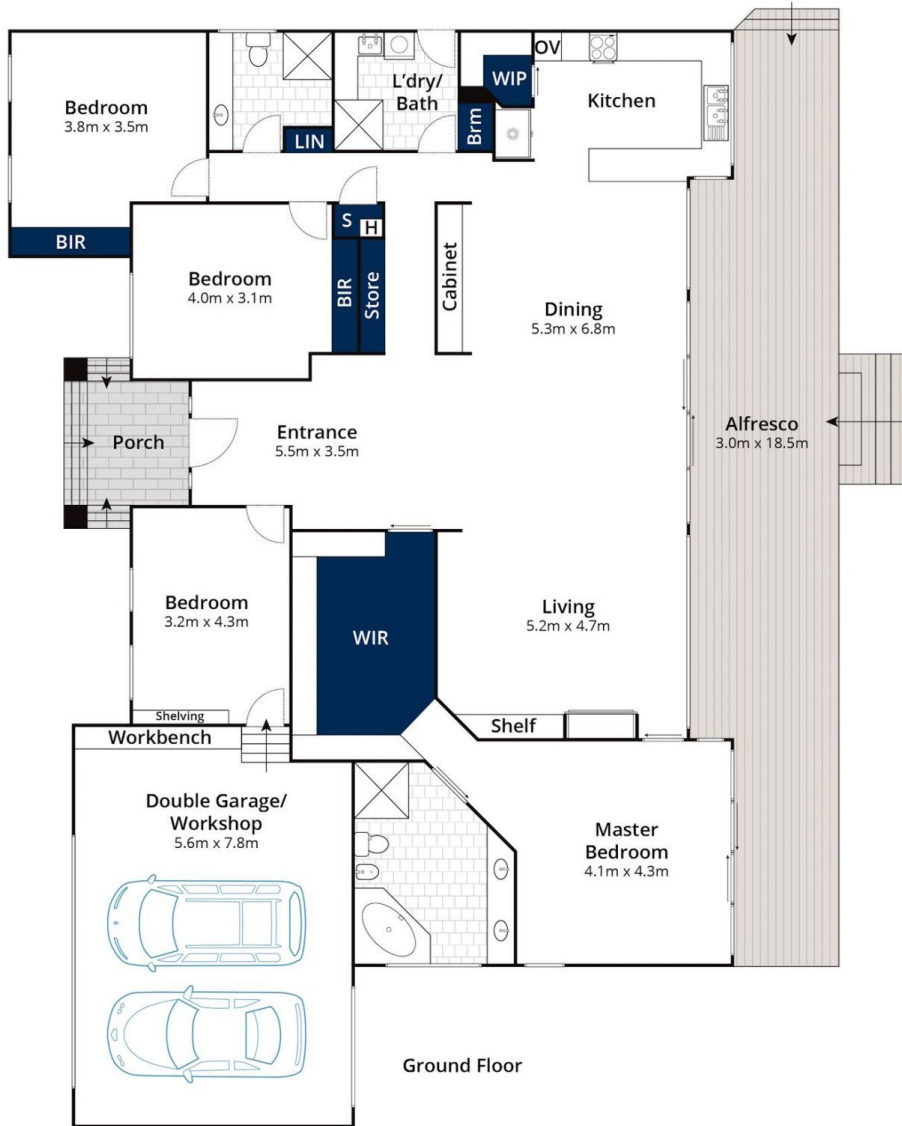 OV
WIP
Kitchen
L'dry/
Bath
Bedroom
3.8m x 3.5m
LIN
Brm
S
H
BIR
Bedroom
4.0m x 3.1m
BIR
Store
Cabinet
Dining
5.3m x 6.8m
Porch
Entrance
5.5m x 3.5m
Alfresco
3.0m x 18.5m
Bedroom
3.2m x 4.3m
WIR
Living
5.2m x 4.7m
Shelving
Workbench
Shelf
Double Garage/
Workshop
5.6m x 7.8m
Master
Bedroom
4.1m x 4.3m
Ground Floor